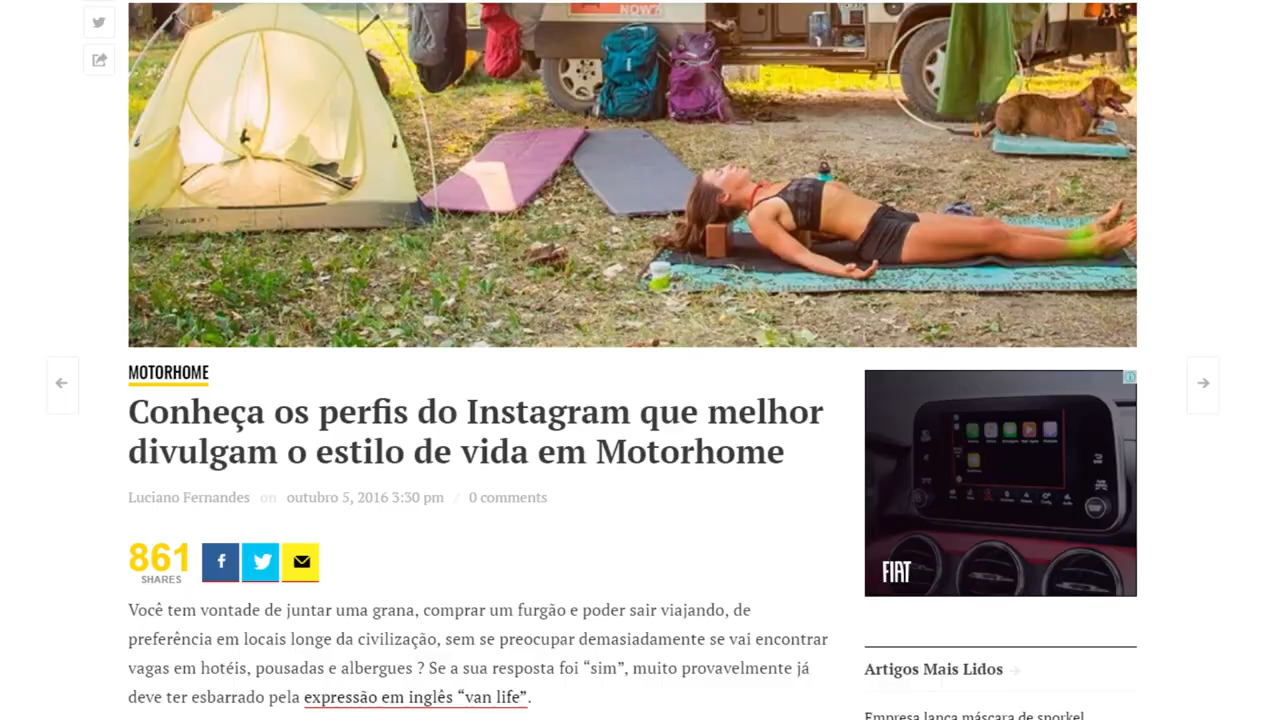 NOW?
MOTORHOME
Conheça os perfis do Instagram que melhor
divulgam o estilo de vida em Motorhome
Luciano Fernandes on outubro 5, 2016 3:30 pm / 0 comments
861
SHARES
Você tem vontade de juntar uma grana, comprar um furgão e poder sair viajando, de
preferência em locais longe da civilização, sem se preocupar demasiadamente se vai encontrar
vagas em hotéis, pousadas e albergues ? Se a sua resposta foi “sim”, muito provavelmente já
deve ter esbarrado pela expressão em inglês “van life”.
FIAT
Artigos Mais Lidos
Empresa lança máscara de snorkel